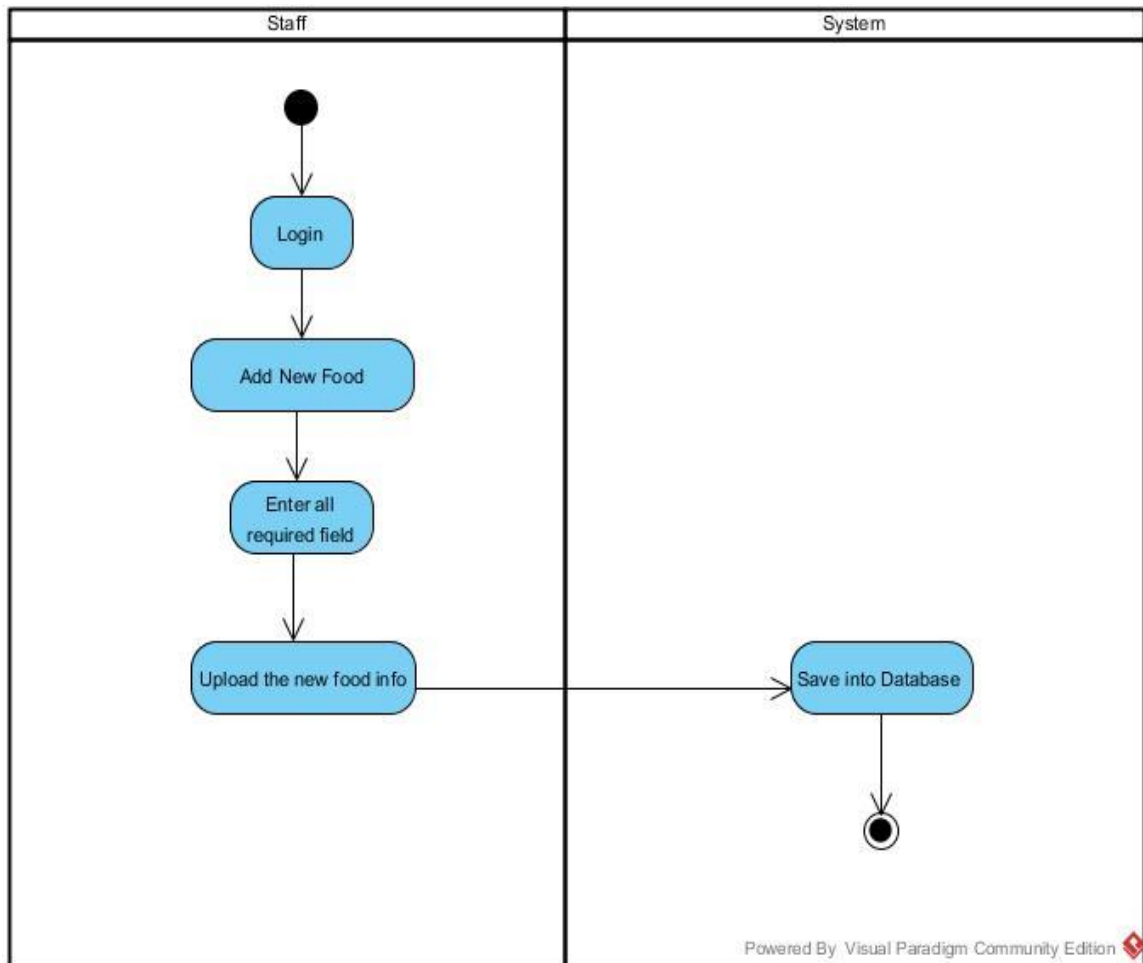 Staff
System
Login
Add New Food
Enter all
required field
Upload the new food info
Save into Database
Powered By Visual Paradigm Community Edition